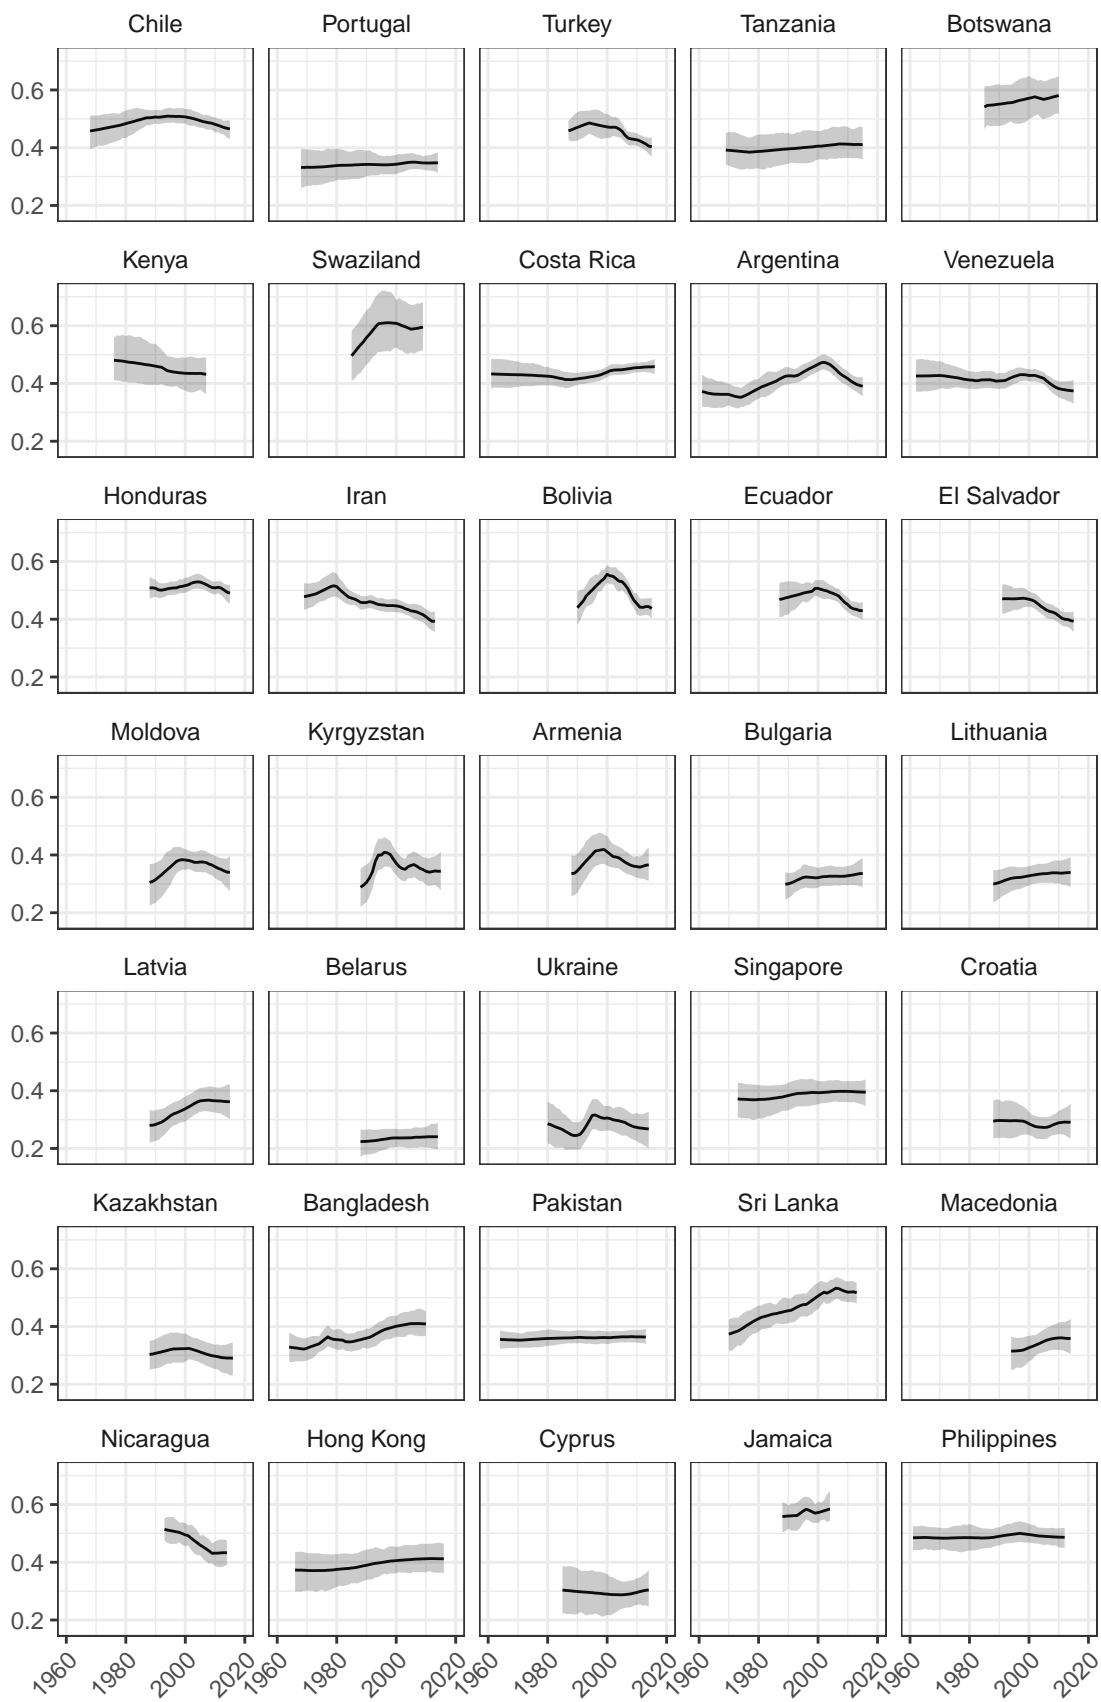 Chile Portugal Turkey Tanzania Botswana
0.6
0.4
0.2
Kenya Swaziland Costa Rica Argentina Venezuela
0.6
0.4
0.2
Honduras Iran Bolivia Ecuador El Salvador
0.6
0.4
0.2
Moldova Kyrgyzstan Armenia Bulgaria Lithuania
0.6
0.4
0.2
Latvia Belarus Ukraine Singapore Croatia
0.6
0.4
0.2
Kazakhstan Bangladesh Pakistan Sri Lanka Macedonia
0.6
0.4
0.2
Nicaragua Hong Kong Cyprus Jamaica Philippines
0.6
0.4
0.2
1960 1980 2000 2020 1960 1980 2000 2020 1960 1980 2000 2020 1960 1980 2000 2020 1960 1980 2000 2020